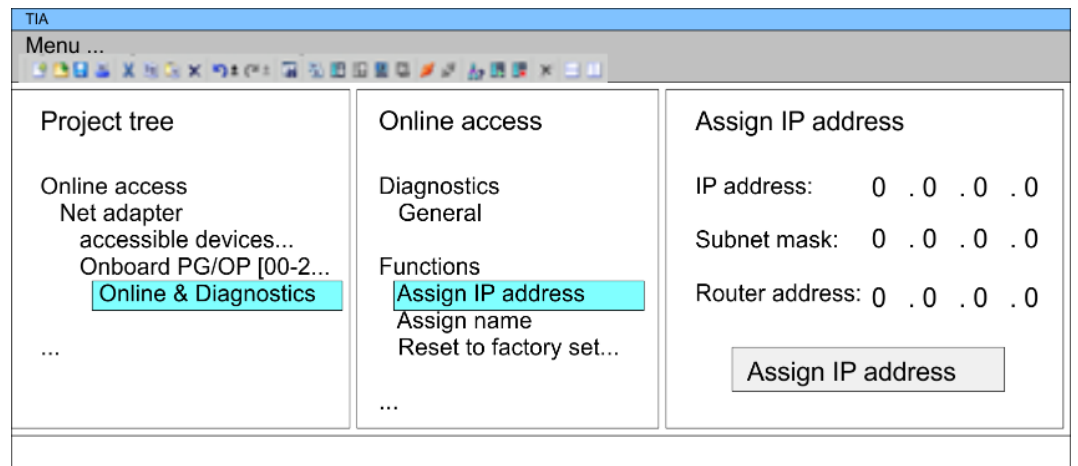 TIA
Menu ...
Project tree
Online access
Net adapter
accessible devices...
Onboard PG/OP [00-2...
Online & Diagnostics
...
Online access
Diagnostics
General
Functions
Assign IP address
Assign name
Reset to factory set...
...
Assign IP address
IP address: 0 . 0 . 0 . 0
Subnet mask: 0 . 0 . 0 . 0
Router address: 0 . 0 . 0 . 0
Assign IP address